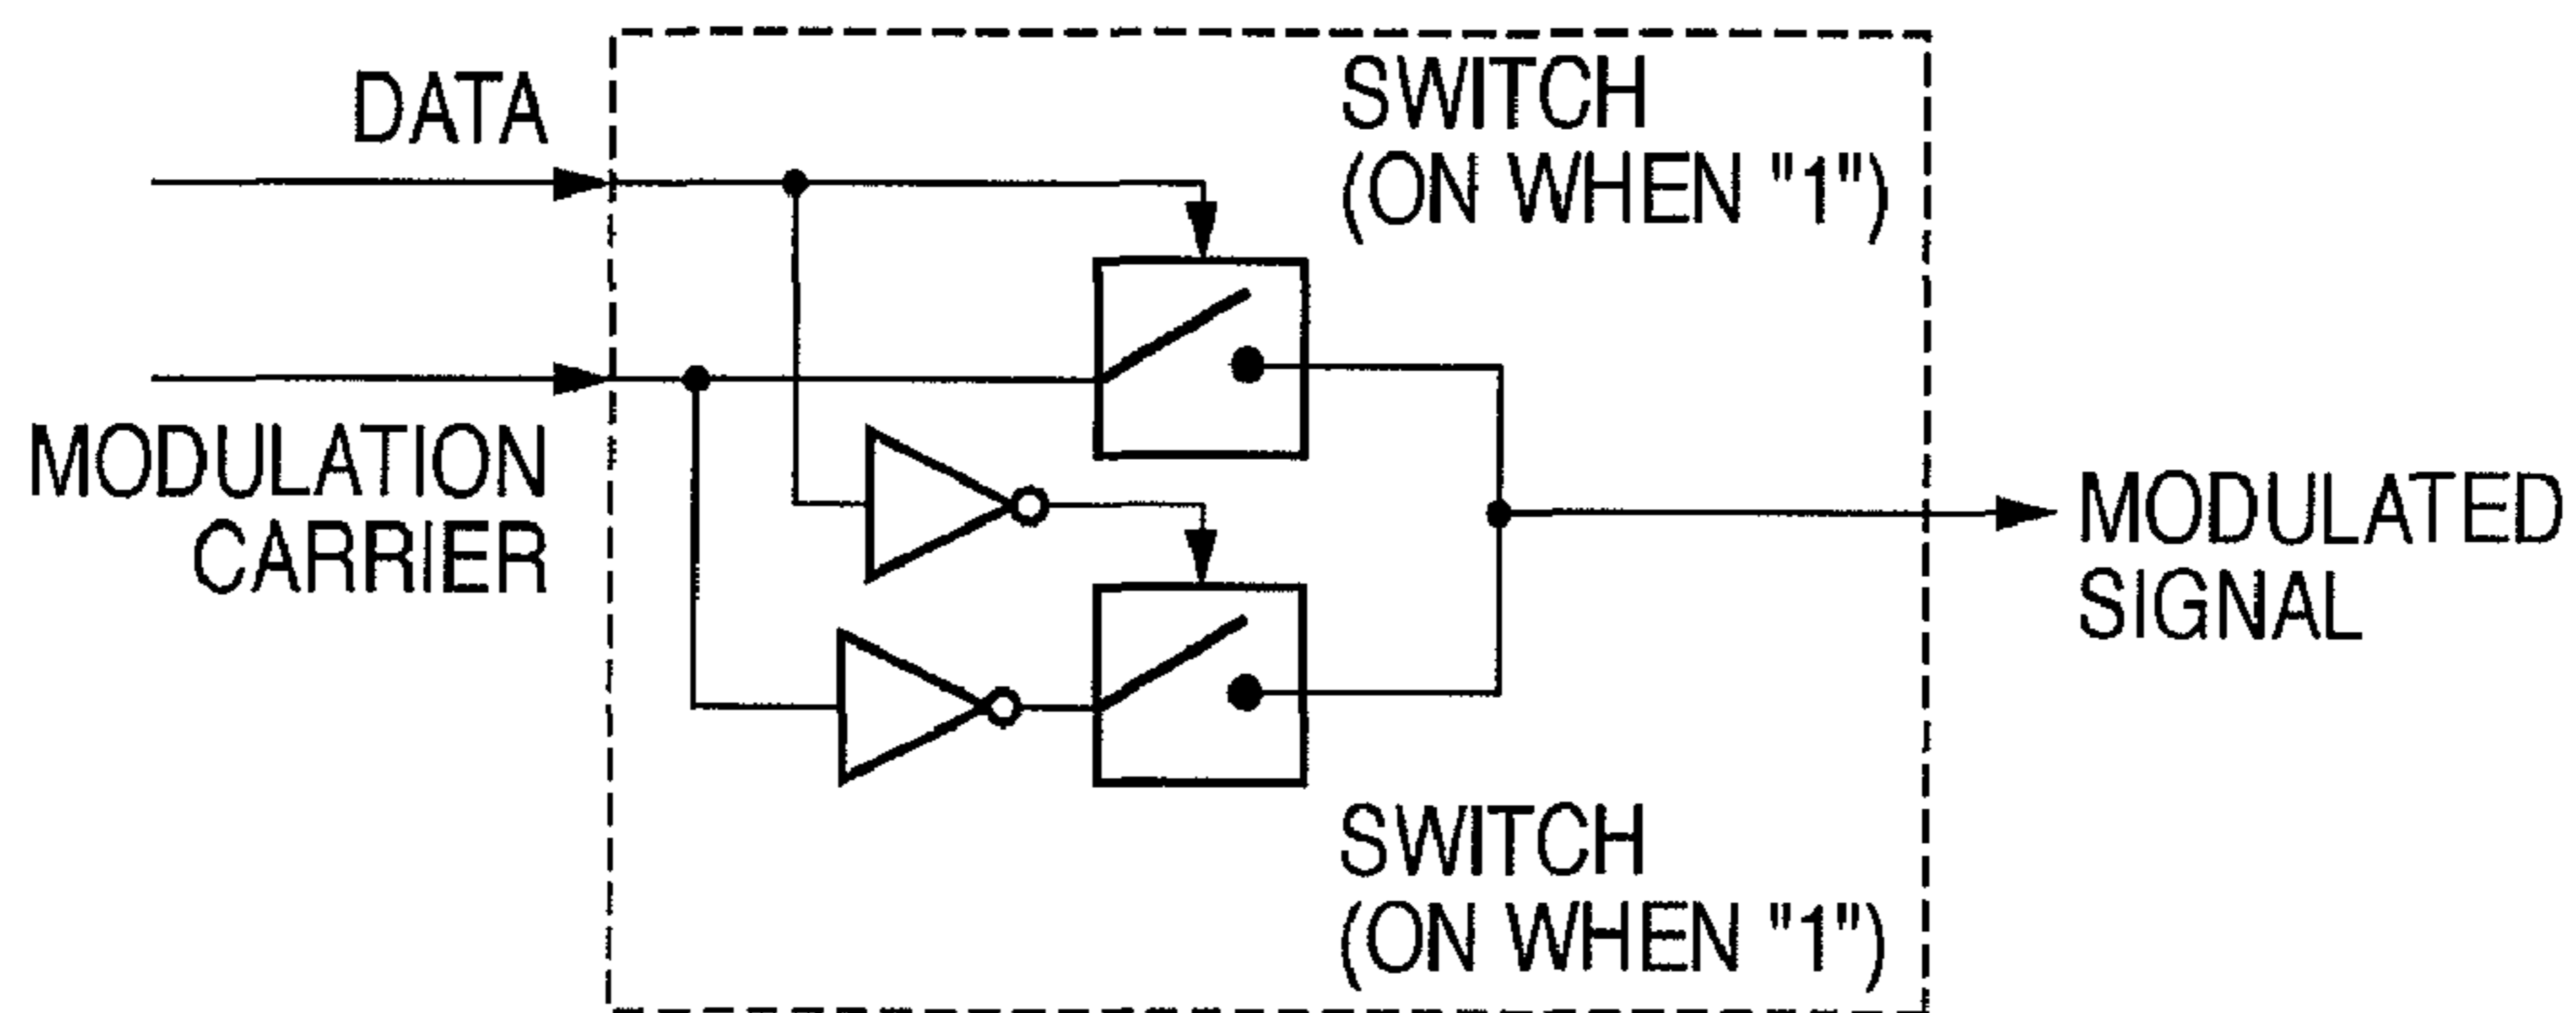 DATA
MODULATION
CARRIER
SWITCH
(ON WHEN "1")
SWITCH
(ON WHEN "1")
MODULATED
SIGNAL